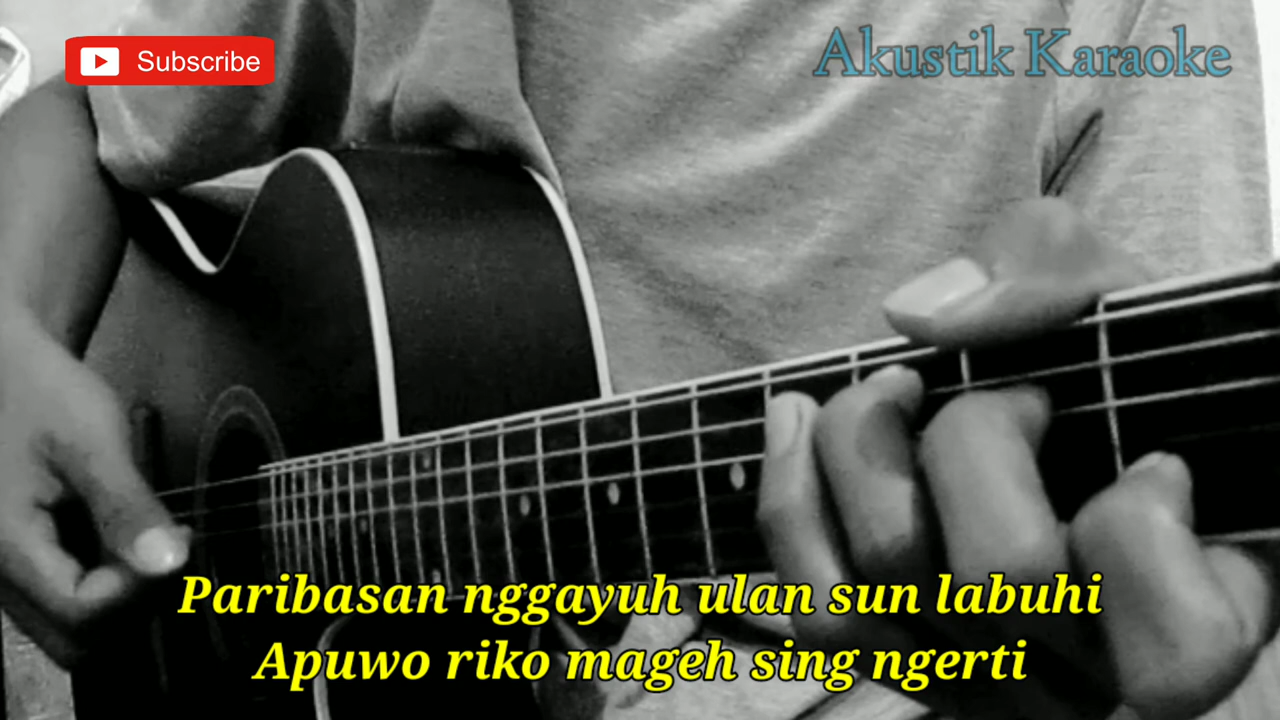 Subscribe
Akustik Karaoke
Paribasan nggayuh ulan sun labuhi
Apuwo riko mageh sing ngerti